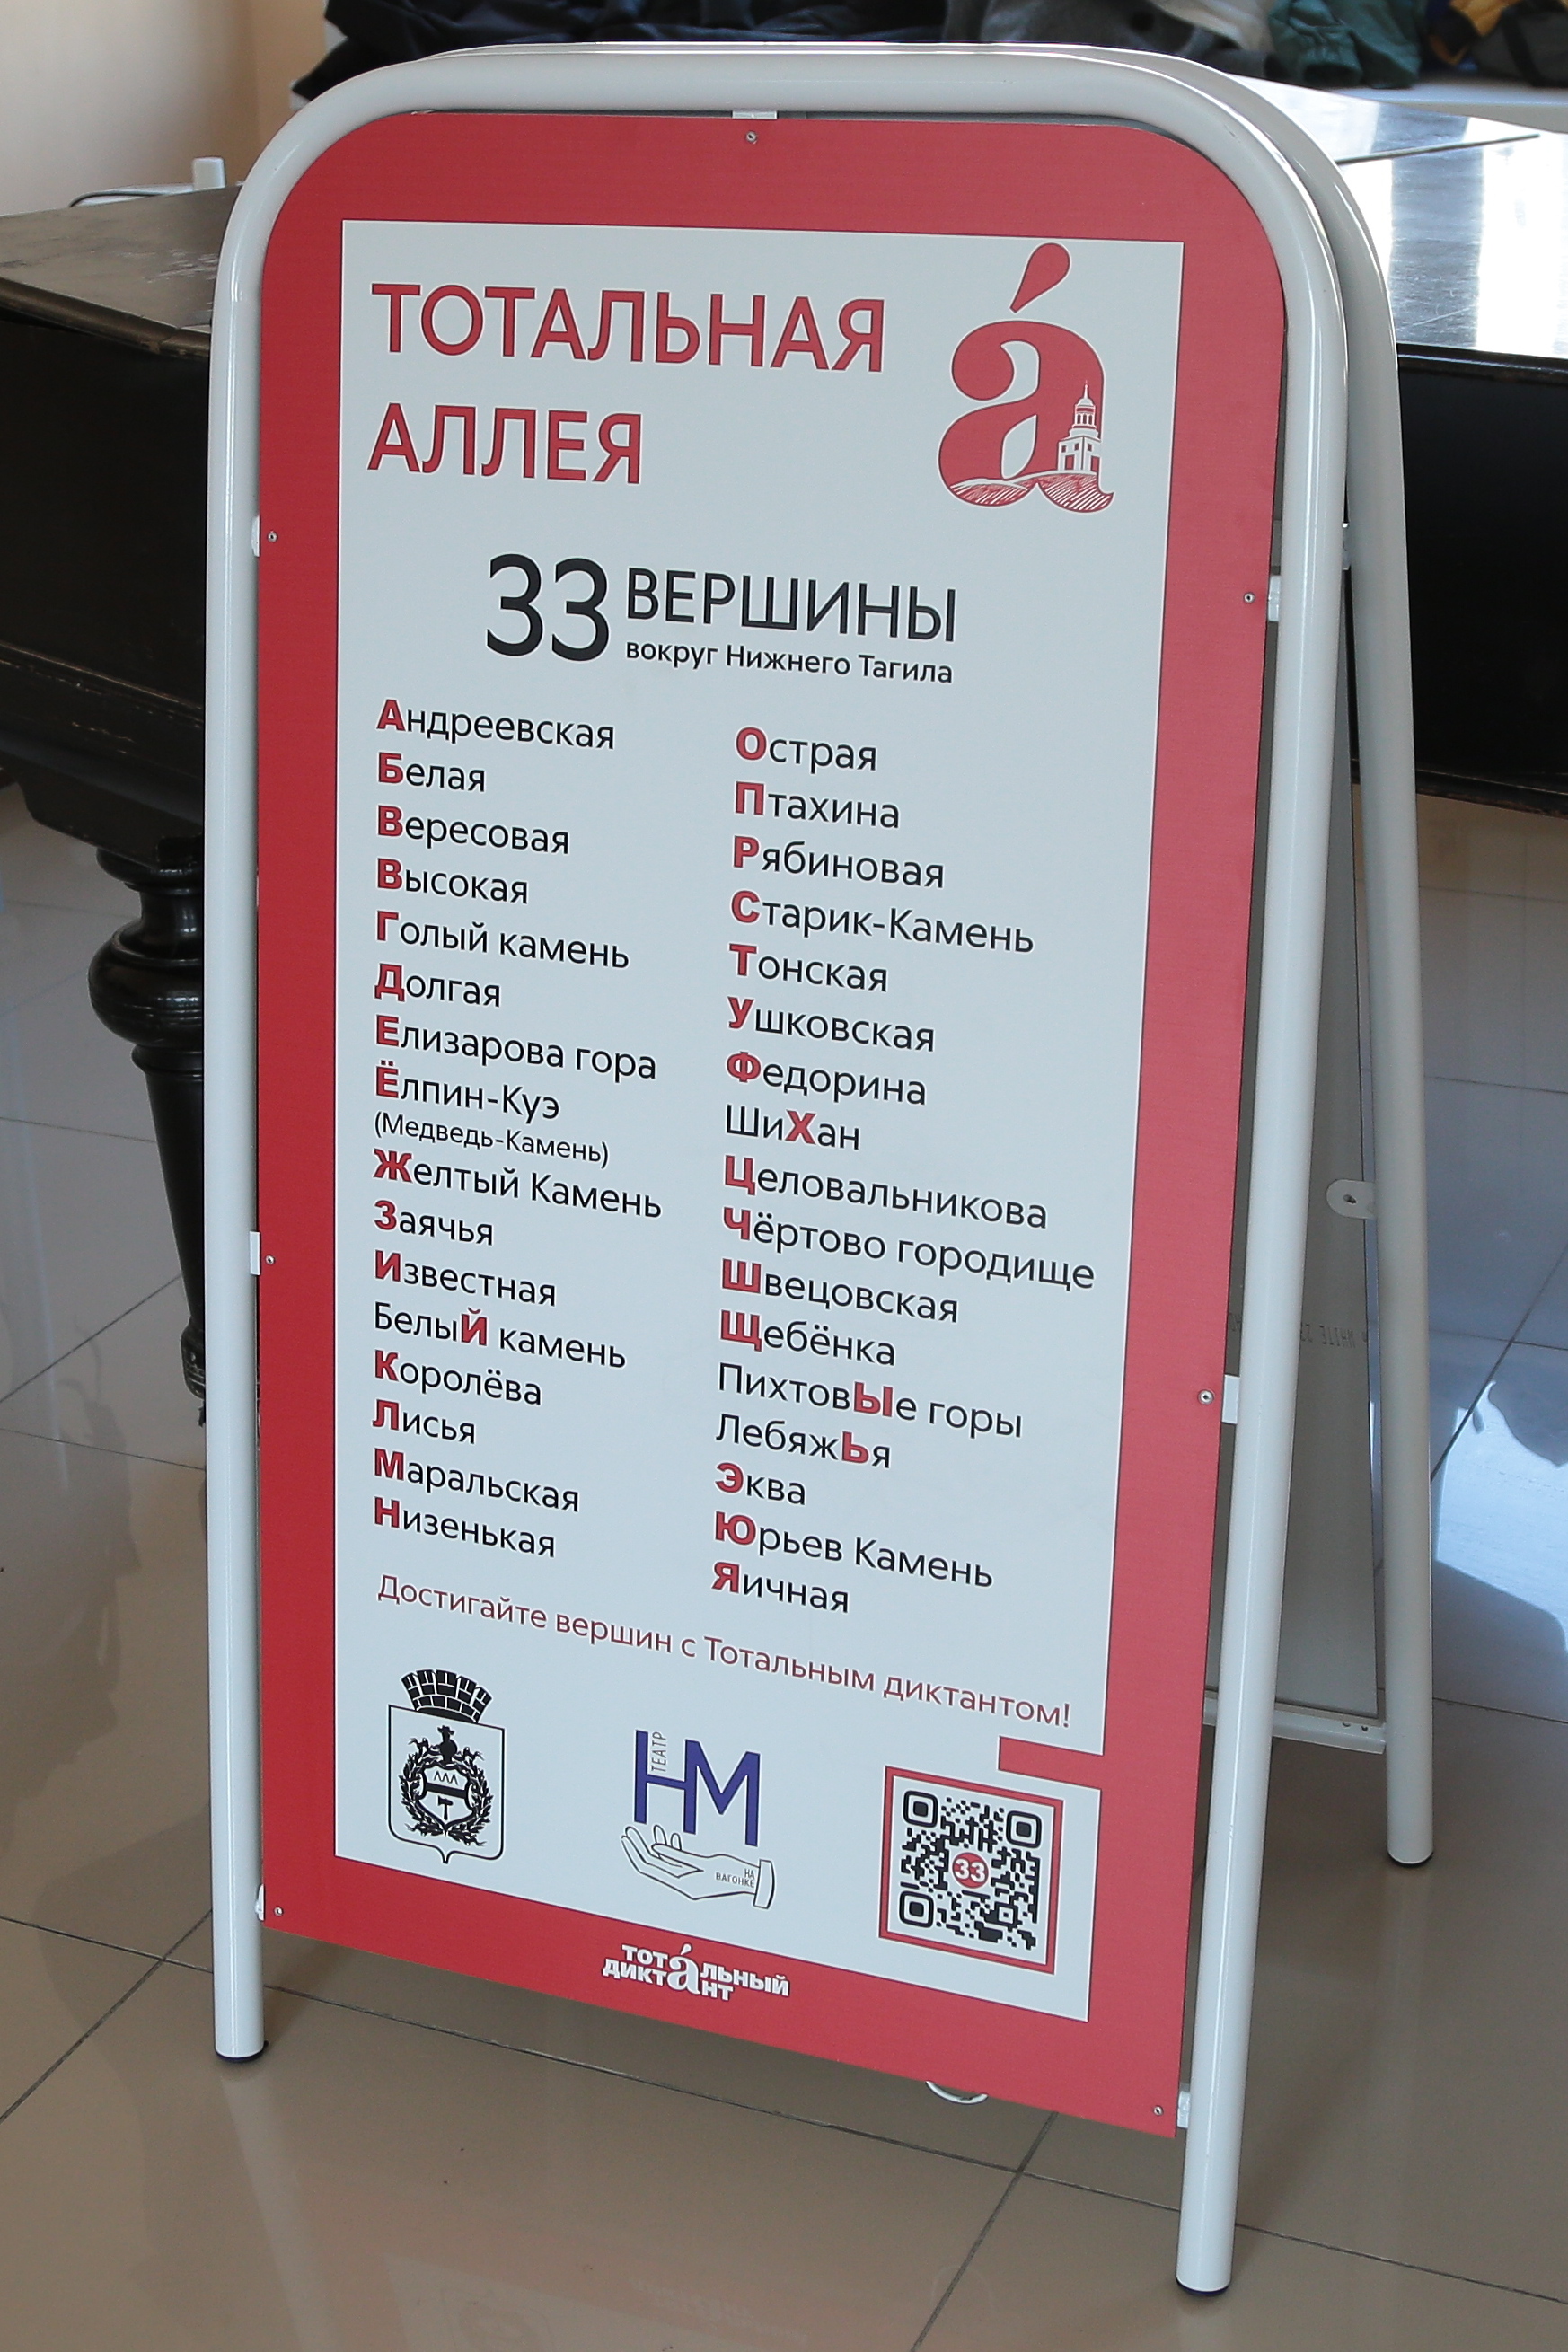 ТОТАЛЬНАЯ
АЛЛЕЯ
á
33 ВЕРШИНЫ
вокруг Нижнего Тагила
Андреевская
Белая
Вересовая
Высокая
Голый камень
Долгая
Елизарова гора
Ёлпин-Куэ
(Медведь-Камень)
Желтый Камень
Заячья
Известная
БелыЙ камень
Королёва
Лисья
Маральская
Низенькая
Острая
Птахина
Рябиновая
Старик-Камень
Тонская
Ушковская
Федорина
ШиХан
Целовальникова
Чёртово городище
Швецовская
Щебёнка
ПихтовЫе горы
ЛебяжЬя
Эква
Юрьев Камень
Яичная
Достигайте вершин с Тотальным диктантом!
ТЕАТР
НМ
НА
ВАГОНКЕ
33
тотáльный
диктáнт